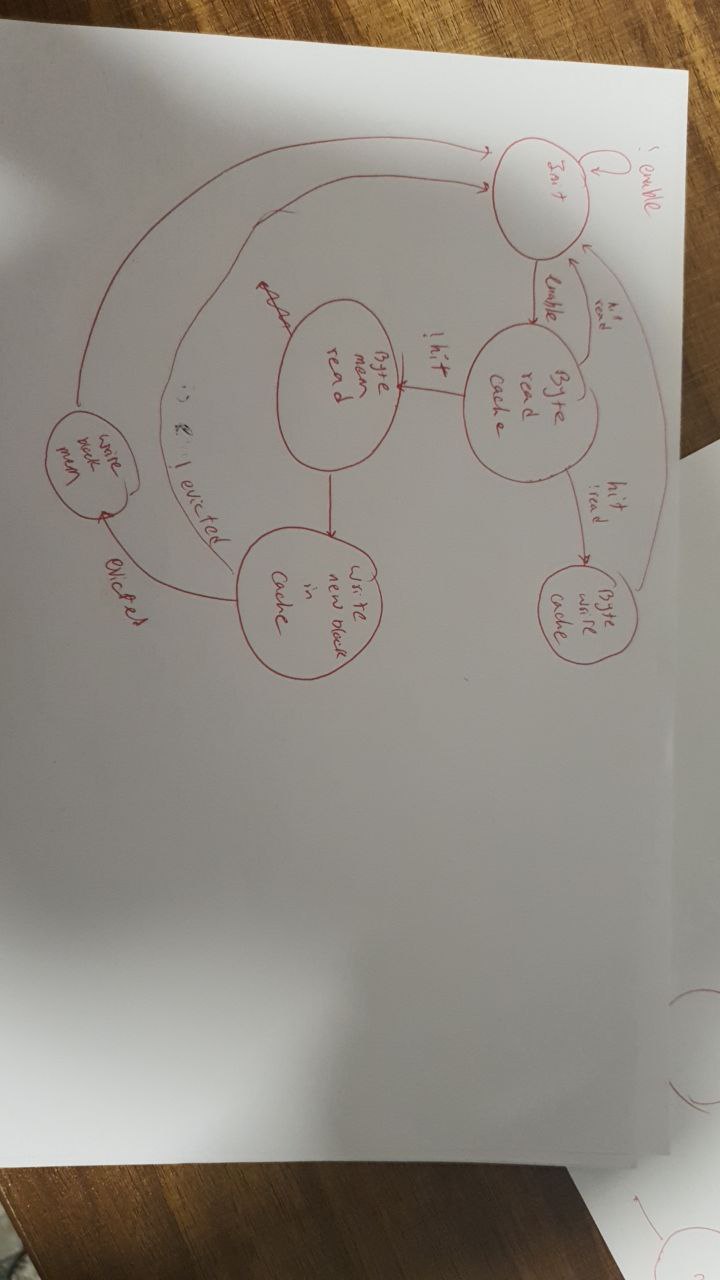 ! enable
Init
enable
hit
read
Byte
read
cache
hit
!read
Byte
write
cache
!hit
Byte
mem
read
write
new block
in
cache
! evicted
evicted
write
block
mem